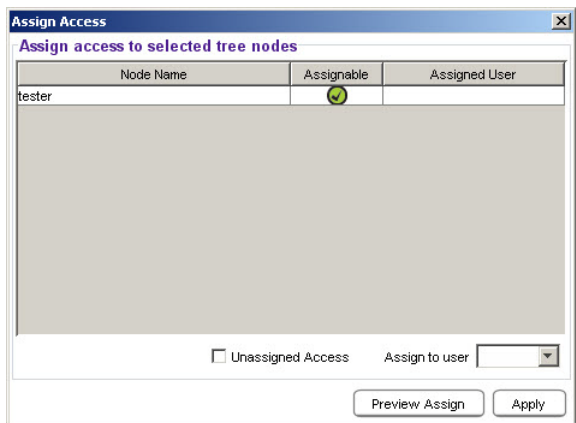 Assign Access
Assign access to selected tree nodes
Node Name Assignable Assigned User
tester
Unassigned Access Assign to user
Preview Assign Apply